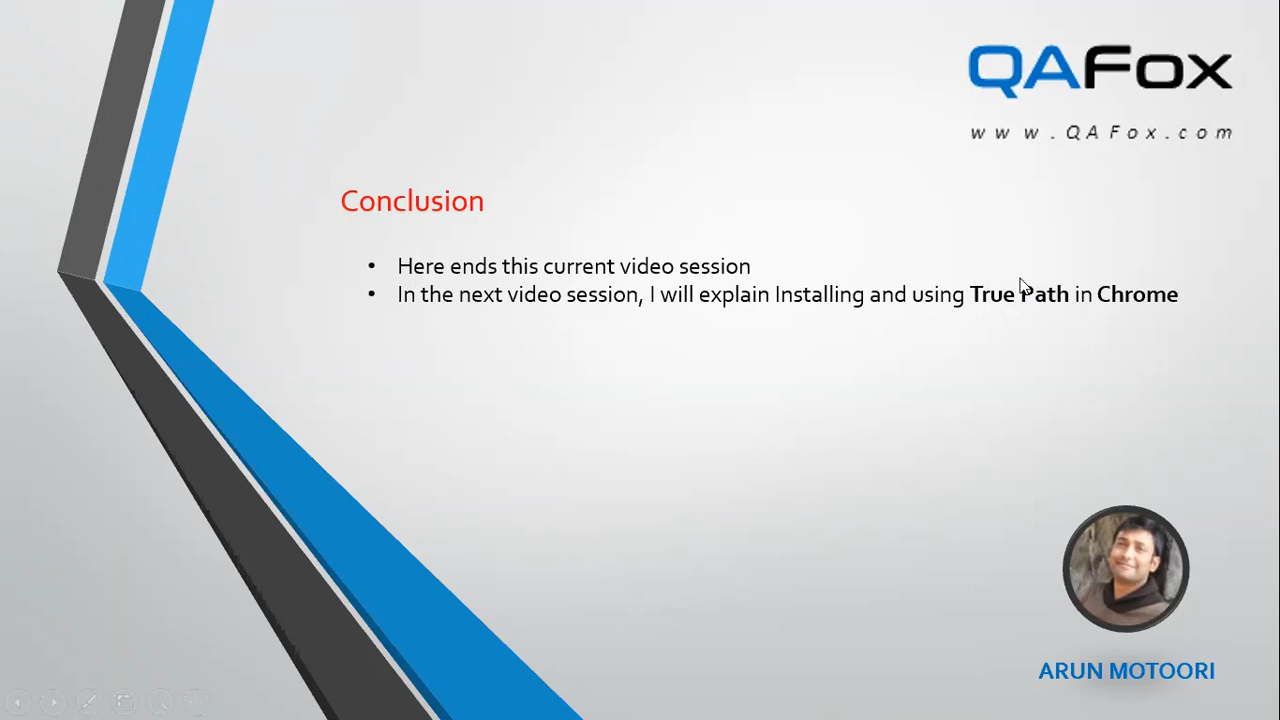 QAFox
www.QAFox.com
Conclusion
• Here ends this current video session
• In the next video session, I will explain Installing and using True Path in Chrome
ARUN MOTOORI